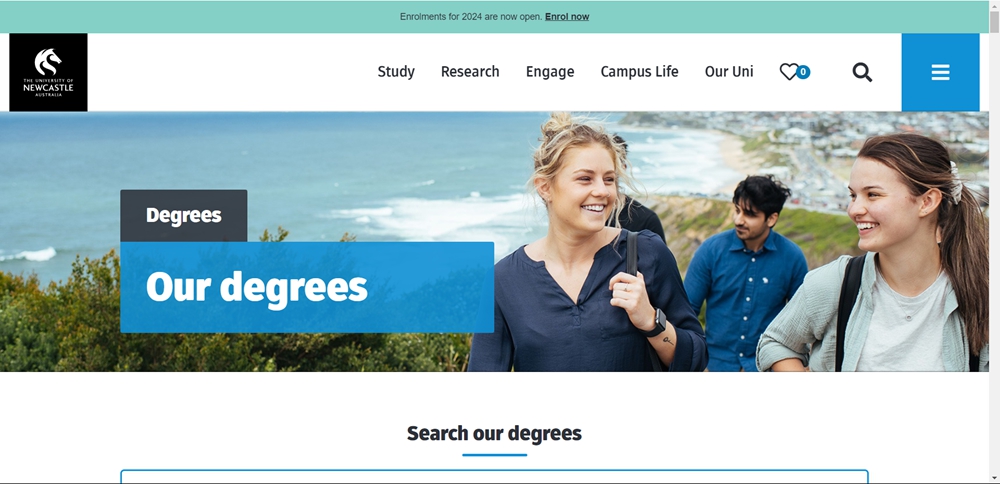 Enrolments for 2024 are now open. Enrol now
THE UNIVERSITY OF
NEWCASTLE
AUSTRALIA
Study Research Engage Campus Life Our Uni 0
Degrees
Our degrees
Search our degrees